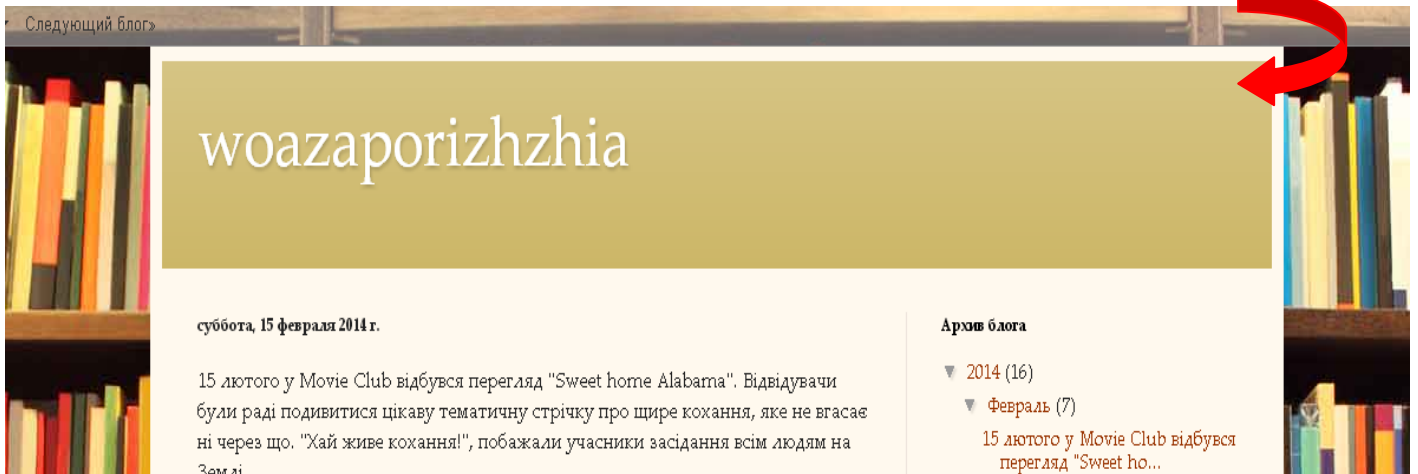 Следующий блог»
woazaporizhzhia
суббота, 15 февраля 2014 г.
15 лютого у Movie Club відбувся перегляд "Sweet home Alabama". Відвідувачи
були раді подивитися цікаву тематичну стрічку про щире кохання, яке не вгасає
ні через що. "Хай живе кохання!", побажали учасники засідання всім людям на
Землі
Архив блога
▼ 2014 (16)
▼ Февраль (7)
15 лютого у Movie Club відбувся
перегляд "Sweet ho...